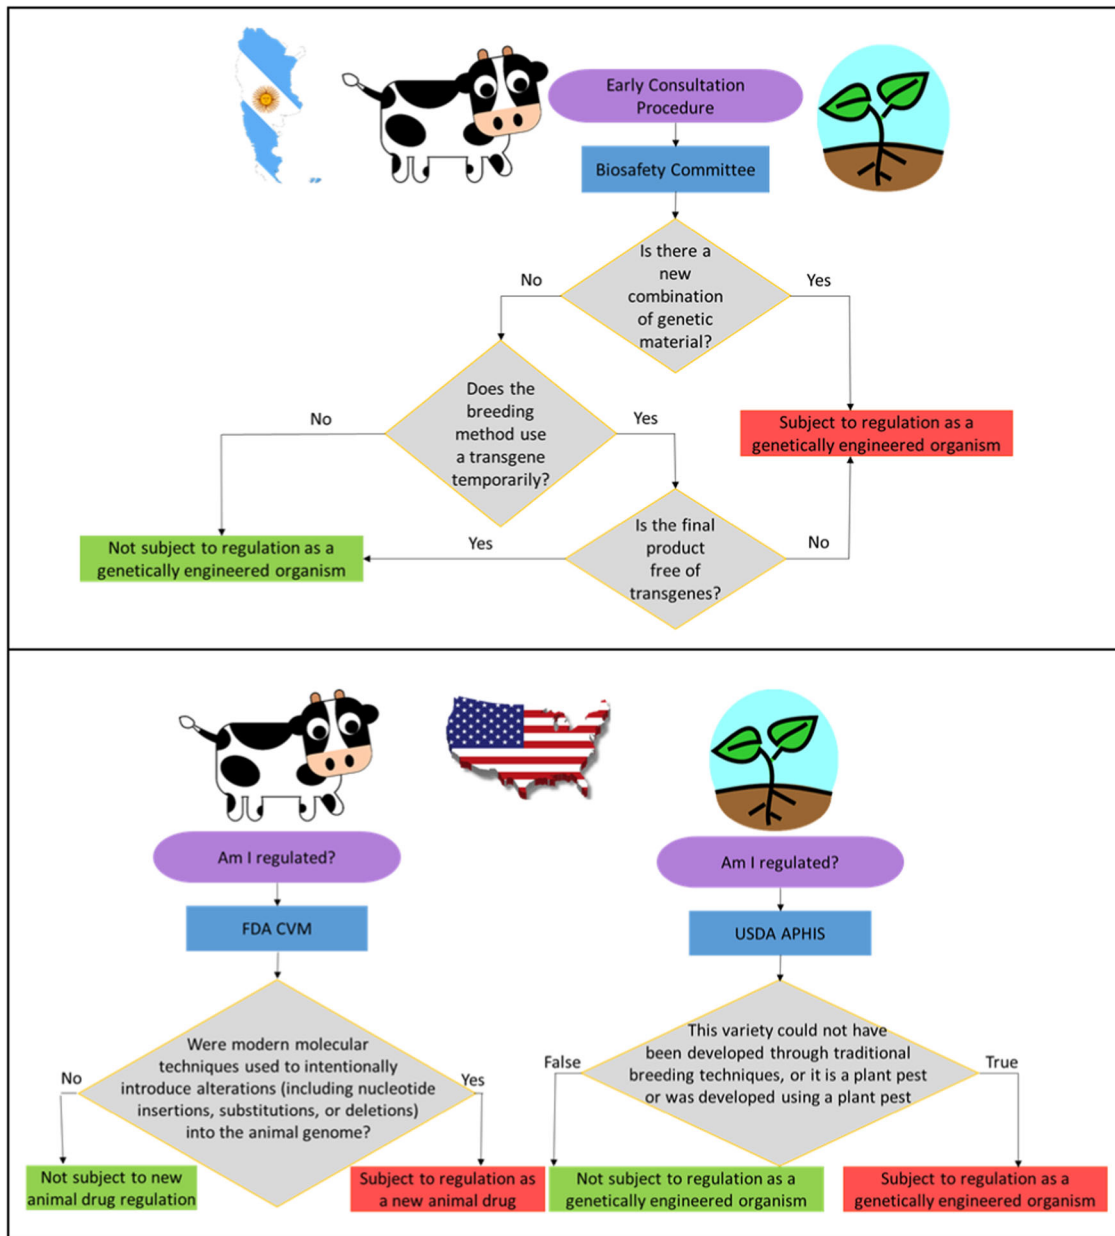 Early Consultation
Procedure
Biosafety Committee
Is there a
new
combination
of genetic
material?
No
Yes
Does the
breeding
method use
a transgene
temporarily?
No
Yes
Subject to regulation as a
genetically engineered organism
Is the final
product
free of
transgenes?
Yes
No
Not subject to regulation as a
genetically engineered organism
Am I regulated?
FDA CVM
Were modern molecular
techniques used to intentionally
introduce alterations (including nucleotide
insertions, substitutions, or deletions)
into the animal genome?
No
Yes
Not subject to new
animal drug regulation
Subject to regulation as
a new animal drug
Am I regulated?
USDA APHIS
This variety could not have
been developed through traditional
breeding techniques, or it is a plant pest
or was developed using a plant pest
False
True
Not subject to regulation as a
genetically engineered organism
Subject to regulation as a
genetically engineered organism